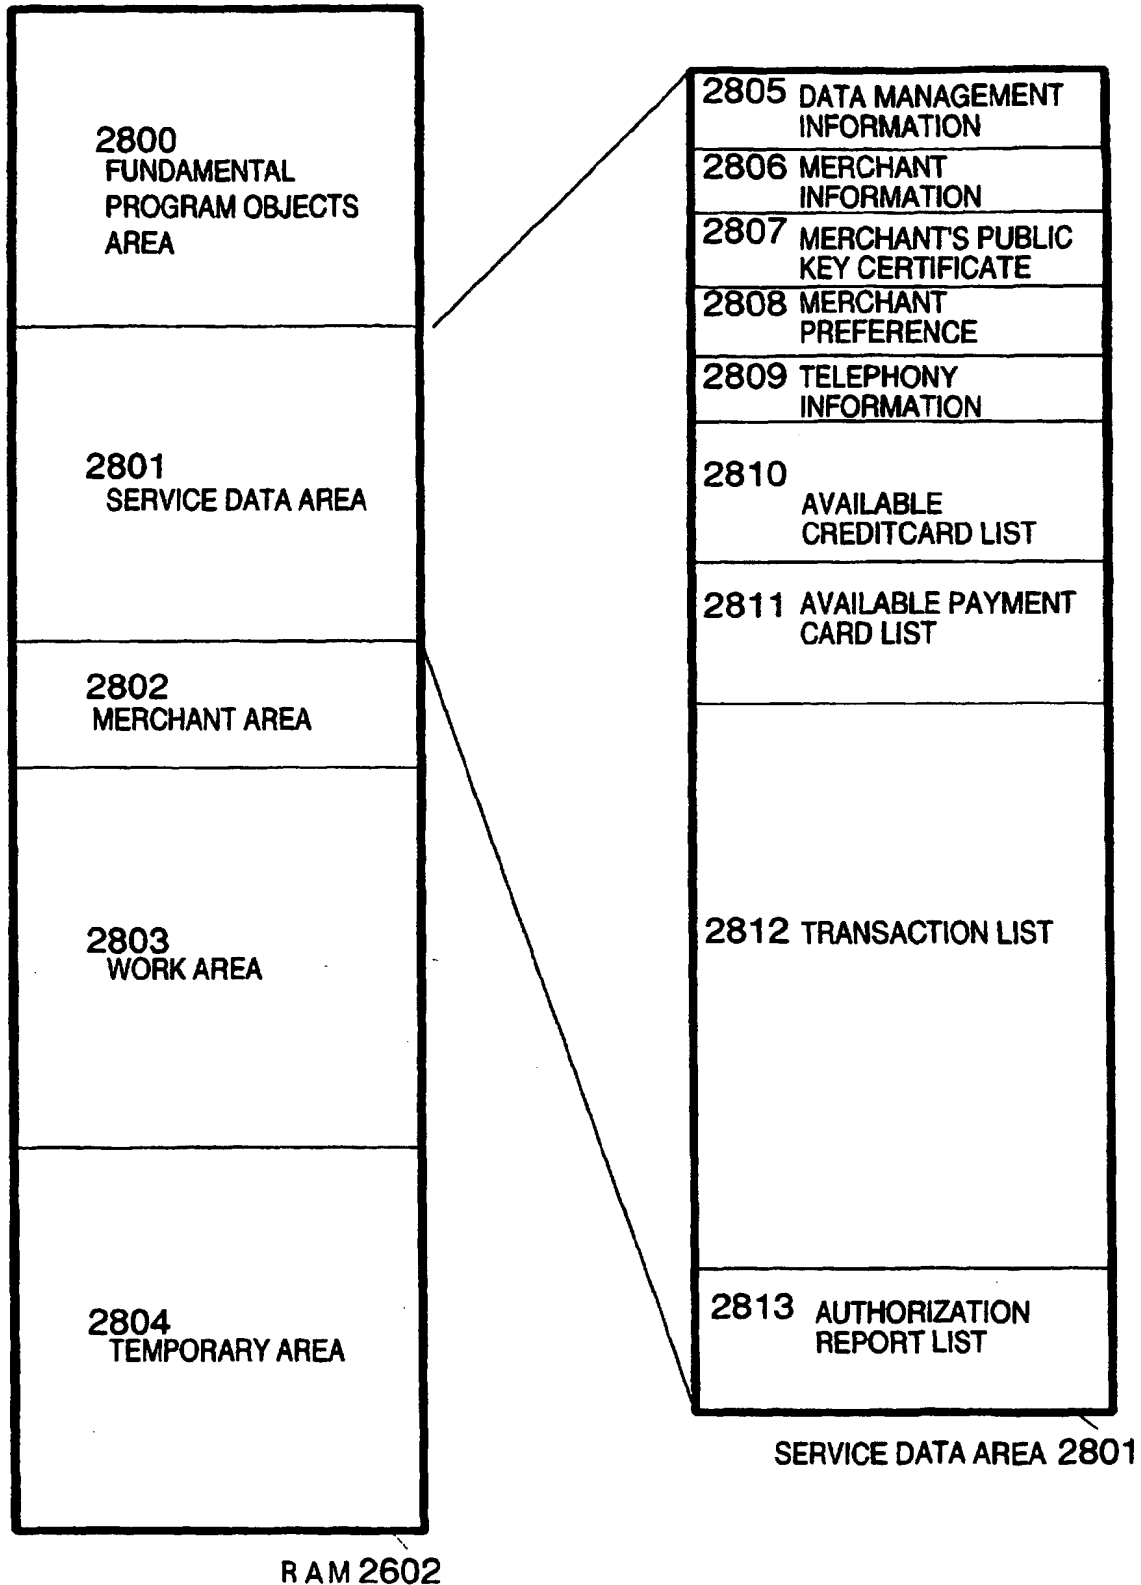 2800
FUNDAMENTAL
PROGRAM OBJECTS
AREA
2801
SERVICE DATA AREA
2802
MERCHANT AREA
2803
WORK AREA
2804
TEMPORARY AREA
RAM 2602
2805 DATA MANAGEMENT
INFORMATION
2806 MERCHANT
INFORMATION
2807 MERCHANT'S PUBLIC
KEY CERTIFICATE
2808 MERCHANT
PREFERENCE
2809 TELEPHONY
INFORMATION
2810
AVAILABLE
CREDITCARD LIST
2811 AVAILABLE PAYMENT
CARD LIST
2812 TRANSACTION LIST
2813 AUTHORIZATION
REPORT LIST
SERVICE DATA AREA 2801